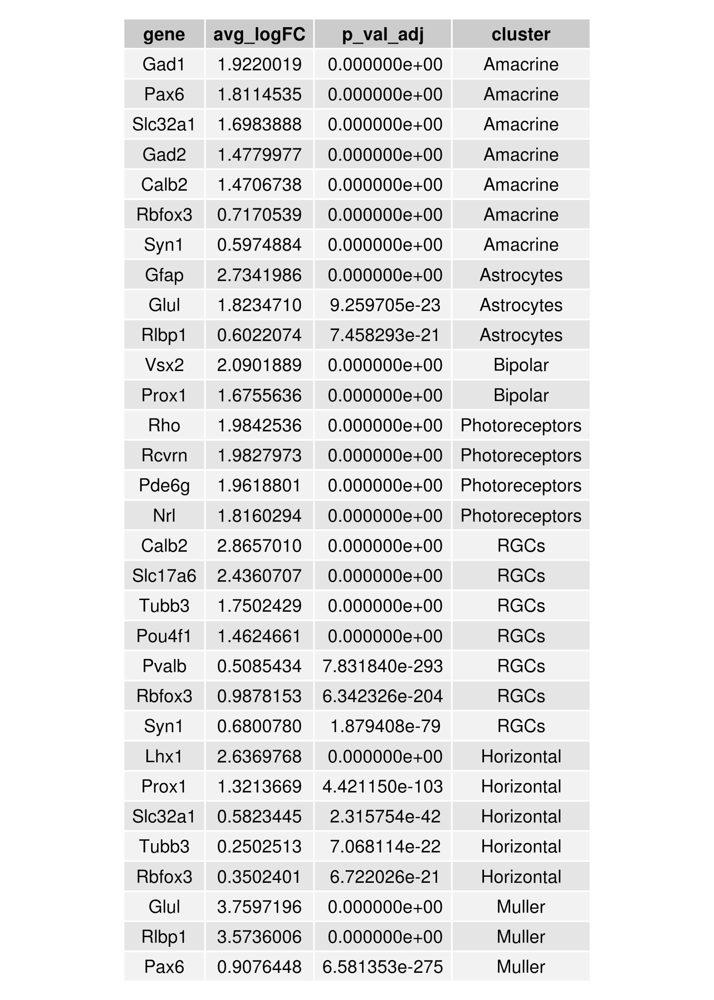 gene avg_logFC p_val_adj cluster
Gad1 1.9220019 0.000000e+00 Amacrine
Pax6 1.8114535 0.000000e+00 Amacrine
Slc32a1 1.6983888 0.000000e+00 Amacrine
Gad2 1.4779977 0.000000e+00 Amacrine
Calb2 1.4706738 0.000000e+00 Amacrine
Rbfox3 0.7170539 0.000000e+00 Amacrine
Syn1 0.5974884 0.000000e+00 Amacrine
Gfap 2.7341986 0.000000e+00 Astrocytes
Glul 1.8234710 9.259705e-23 Astrocytes
Rlbp1 0.6022074 7.458293e-21 Astrocytes
Vsx2 2.0901889 0.000000e+00 Bipolar
Prox1 1.6755636 0.000000e+00 Bipolar
Rho 1.9842536 0.000000e+00 Photoreceptors
Rcvrn 1.9827973 0.000000e+00 Photoreceptors
Pde6g 1.9618801 0.000000e+00 Photoreceptors
Nrl 1.8160294 0.000000e+00 Photoreceptors
Calb2 2.8657010 0.000000e+00 RGCs
Slc17a6 2.4360707 0.000000e+00 RGCs
Tubb3 1.7502429 0.000000e+00 RGCs
Pou4f1 1.4624661 0.000000e+00 RGCs
Pvalb 0.5085434 7.831840e-293 RGCs
Rbfox3 0.9878153 6.342326e-204 RGCs
Syn1 0.6800780 1.879408e-79 RGCs
Lhx1 2.6369768 0.000000e+00 Horizontal
Prox1 1.3213669 4.421150e-103 Horizontal
Slc32a1 0.5823445 2.315754e-42 Horizontal
Tubb3 0.2502513 7.068114e-22 Horizontal
Rbfox3 0.3502401 6.722026e-21 Horizontal
Glul 3.7597196 0.000000e+00 Muller
Rlbp1 3.5736006 0.000000e+00 Muller
Pax6 0.9076448 6.581353e-275 Muller